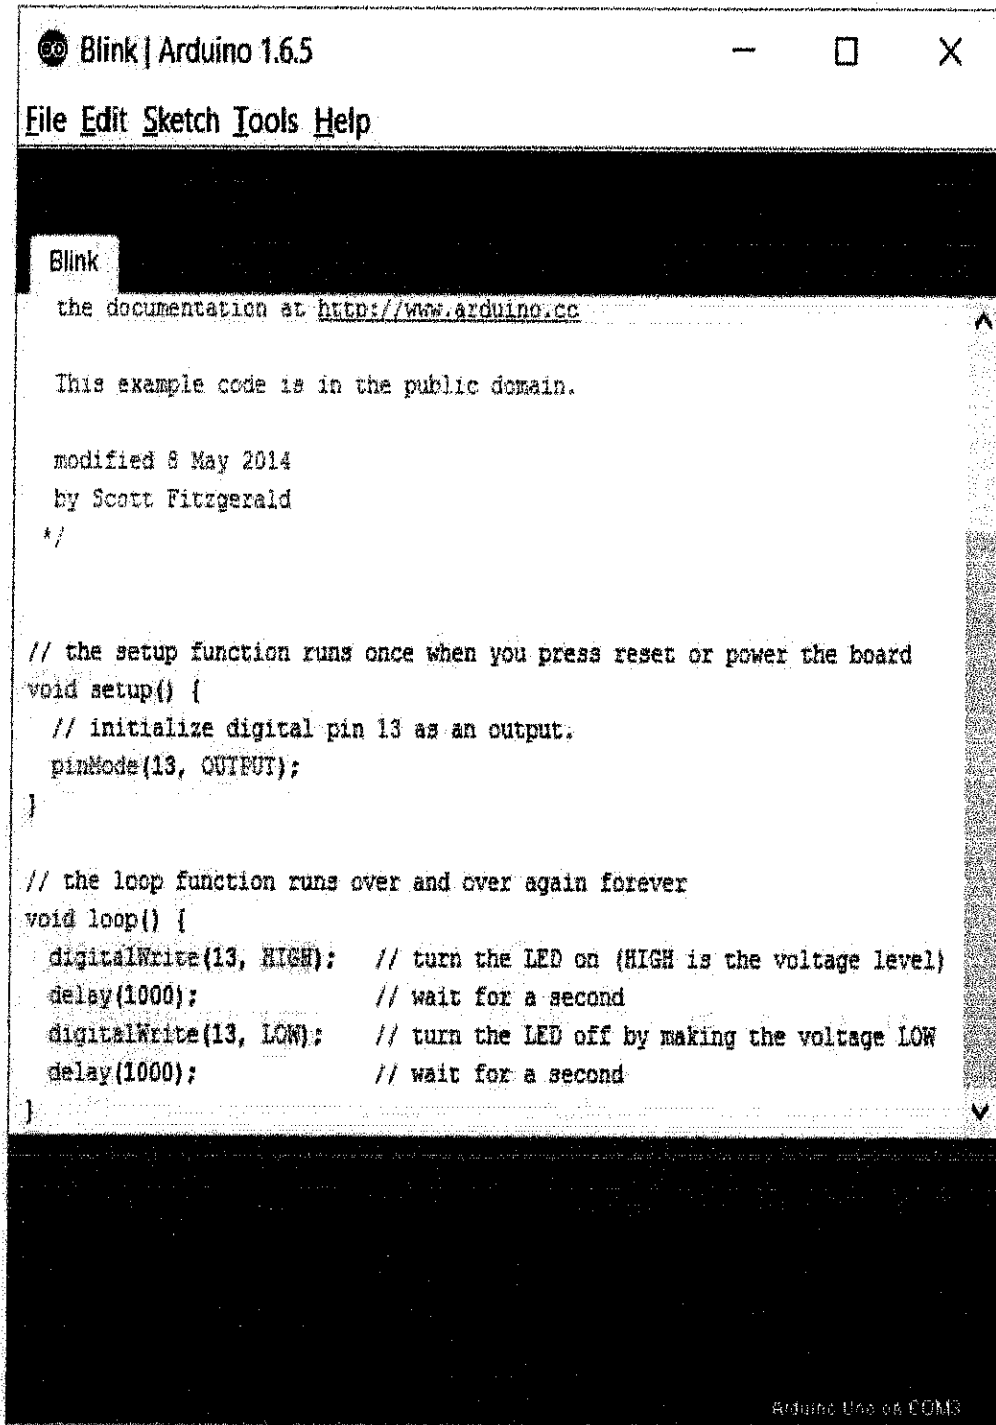 Blink | Arduino 1.6.5
File Edit Sketch Tools Help
Blink
the documentation at http://www.arduino.cc
This example code is in the public domain.
modified 8 May 2014
by Scott Fitzgerald
*/
// the setup function runs once when you press reset or power the board
void setup() {
// initialize digital pin 13 as an output.
pinMode(13, OUTPUT);
}
// the loop function runs over and over again forever
void loop() {
digitalWrite(13, HIGH); // turn the LED on (HIGH is the voltage level)
delay(1000); // wait for a second
digitalWrite(13, LOW); // turn the LED off by making the voltage LOW
delay(1000); // wait for a second
}
Arduino Uno on COM3